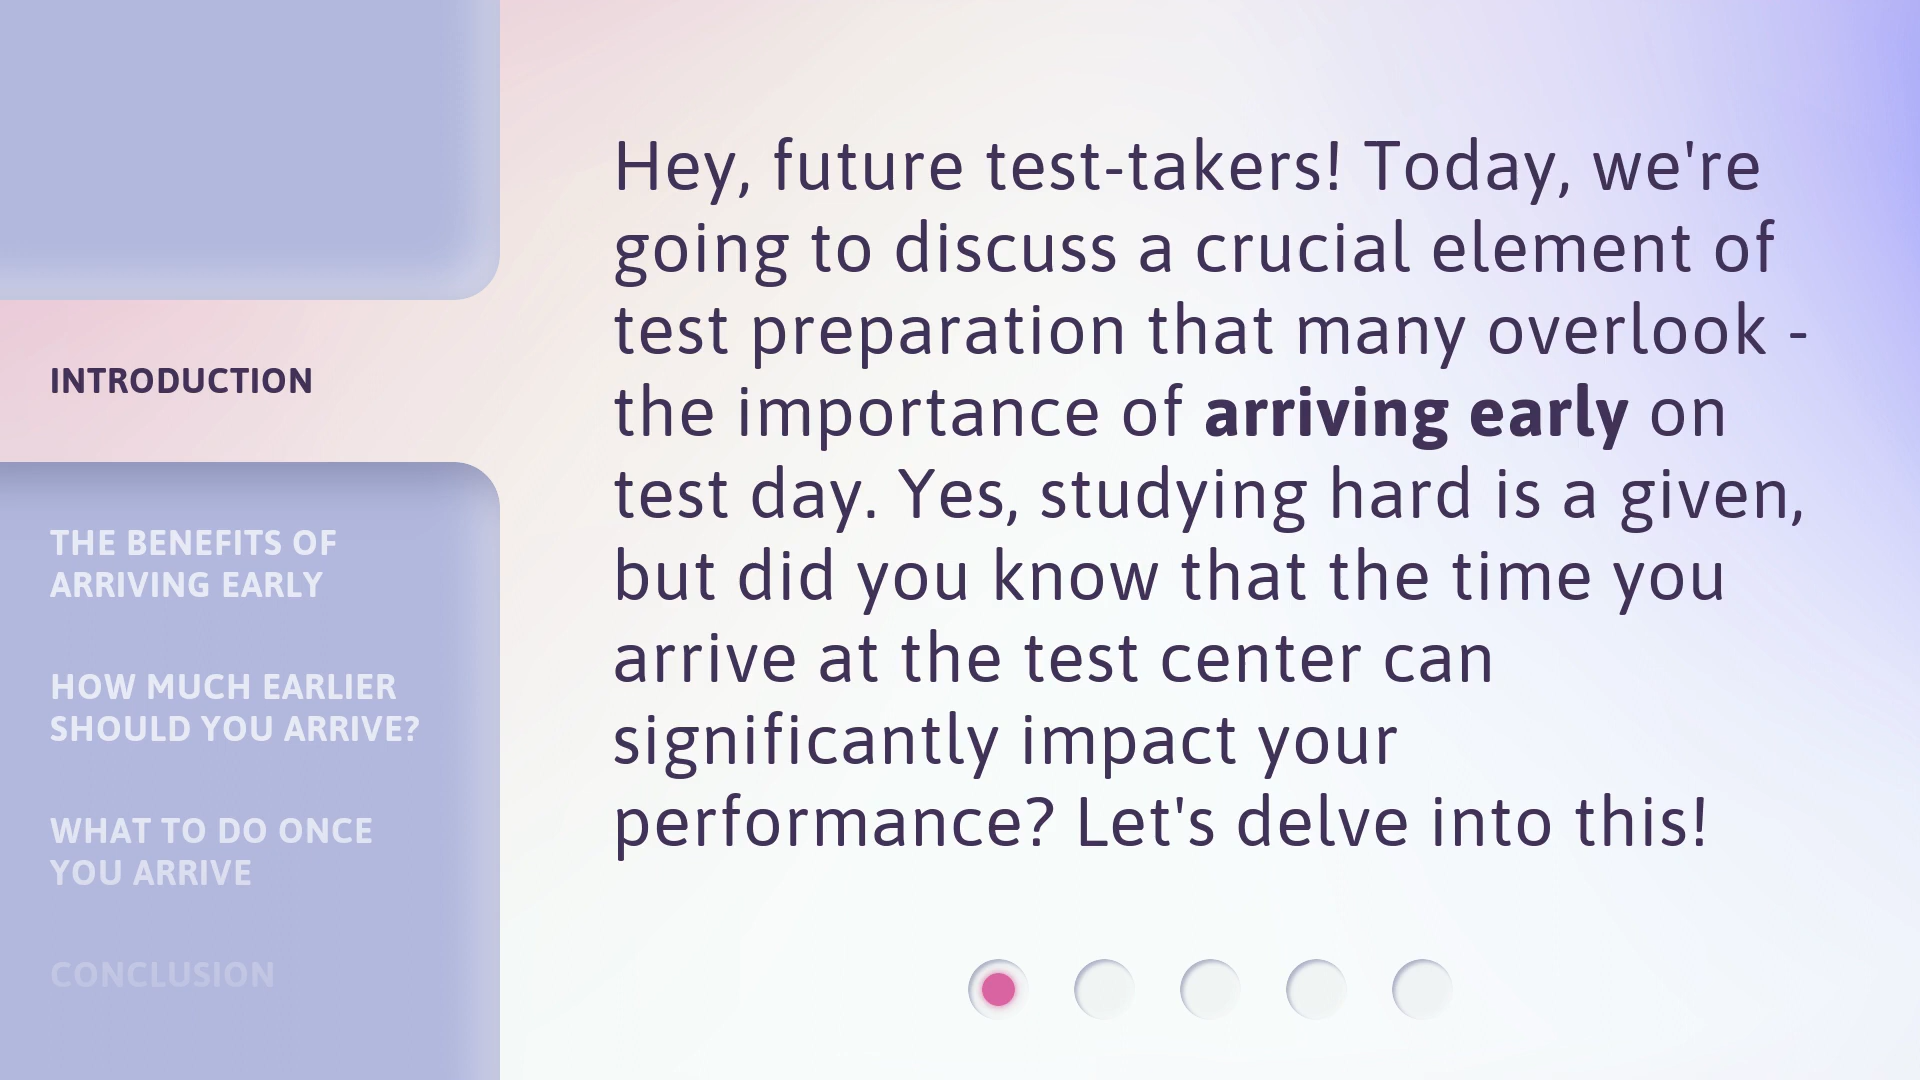 INTRODUCTION
THE BENEFITS OF
ARRIVING EARLY
HOW MUCH EARLIER
SHOULD YOU ARRIVE?
WHAT TO DO ONCE
YOU ARRIVE
CONCLUSION
Hey, future test-takers! Today, we're
going to discuss a crucial element of
test preparation that many overlook -
the importance of arriving early on
test day. Yes, studying hard is a given,
but did you know that the time you
arrive at the test center can
significantly impact your
performance? Let's delve into this!